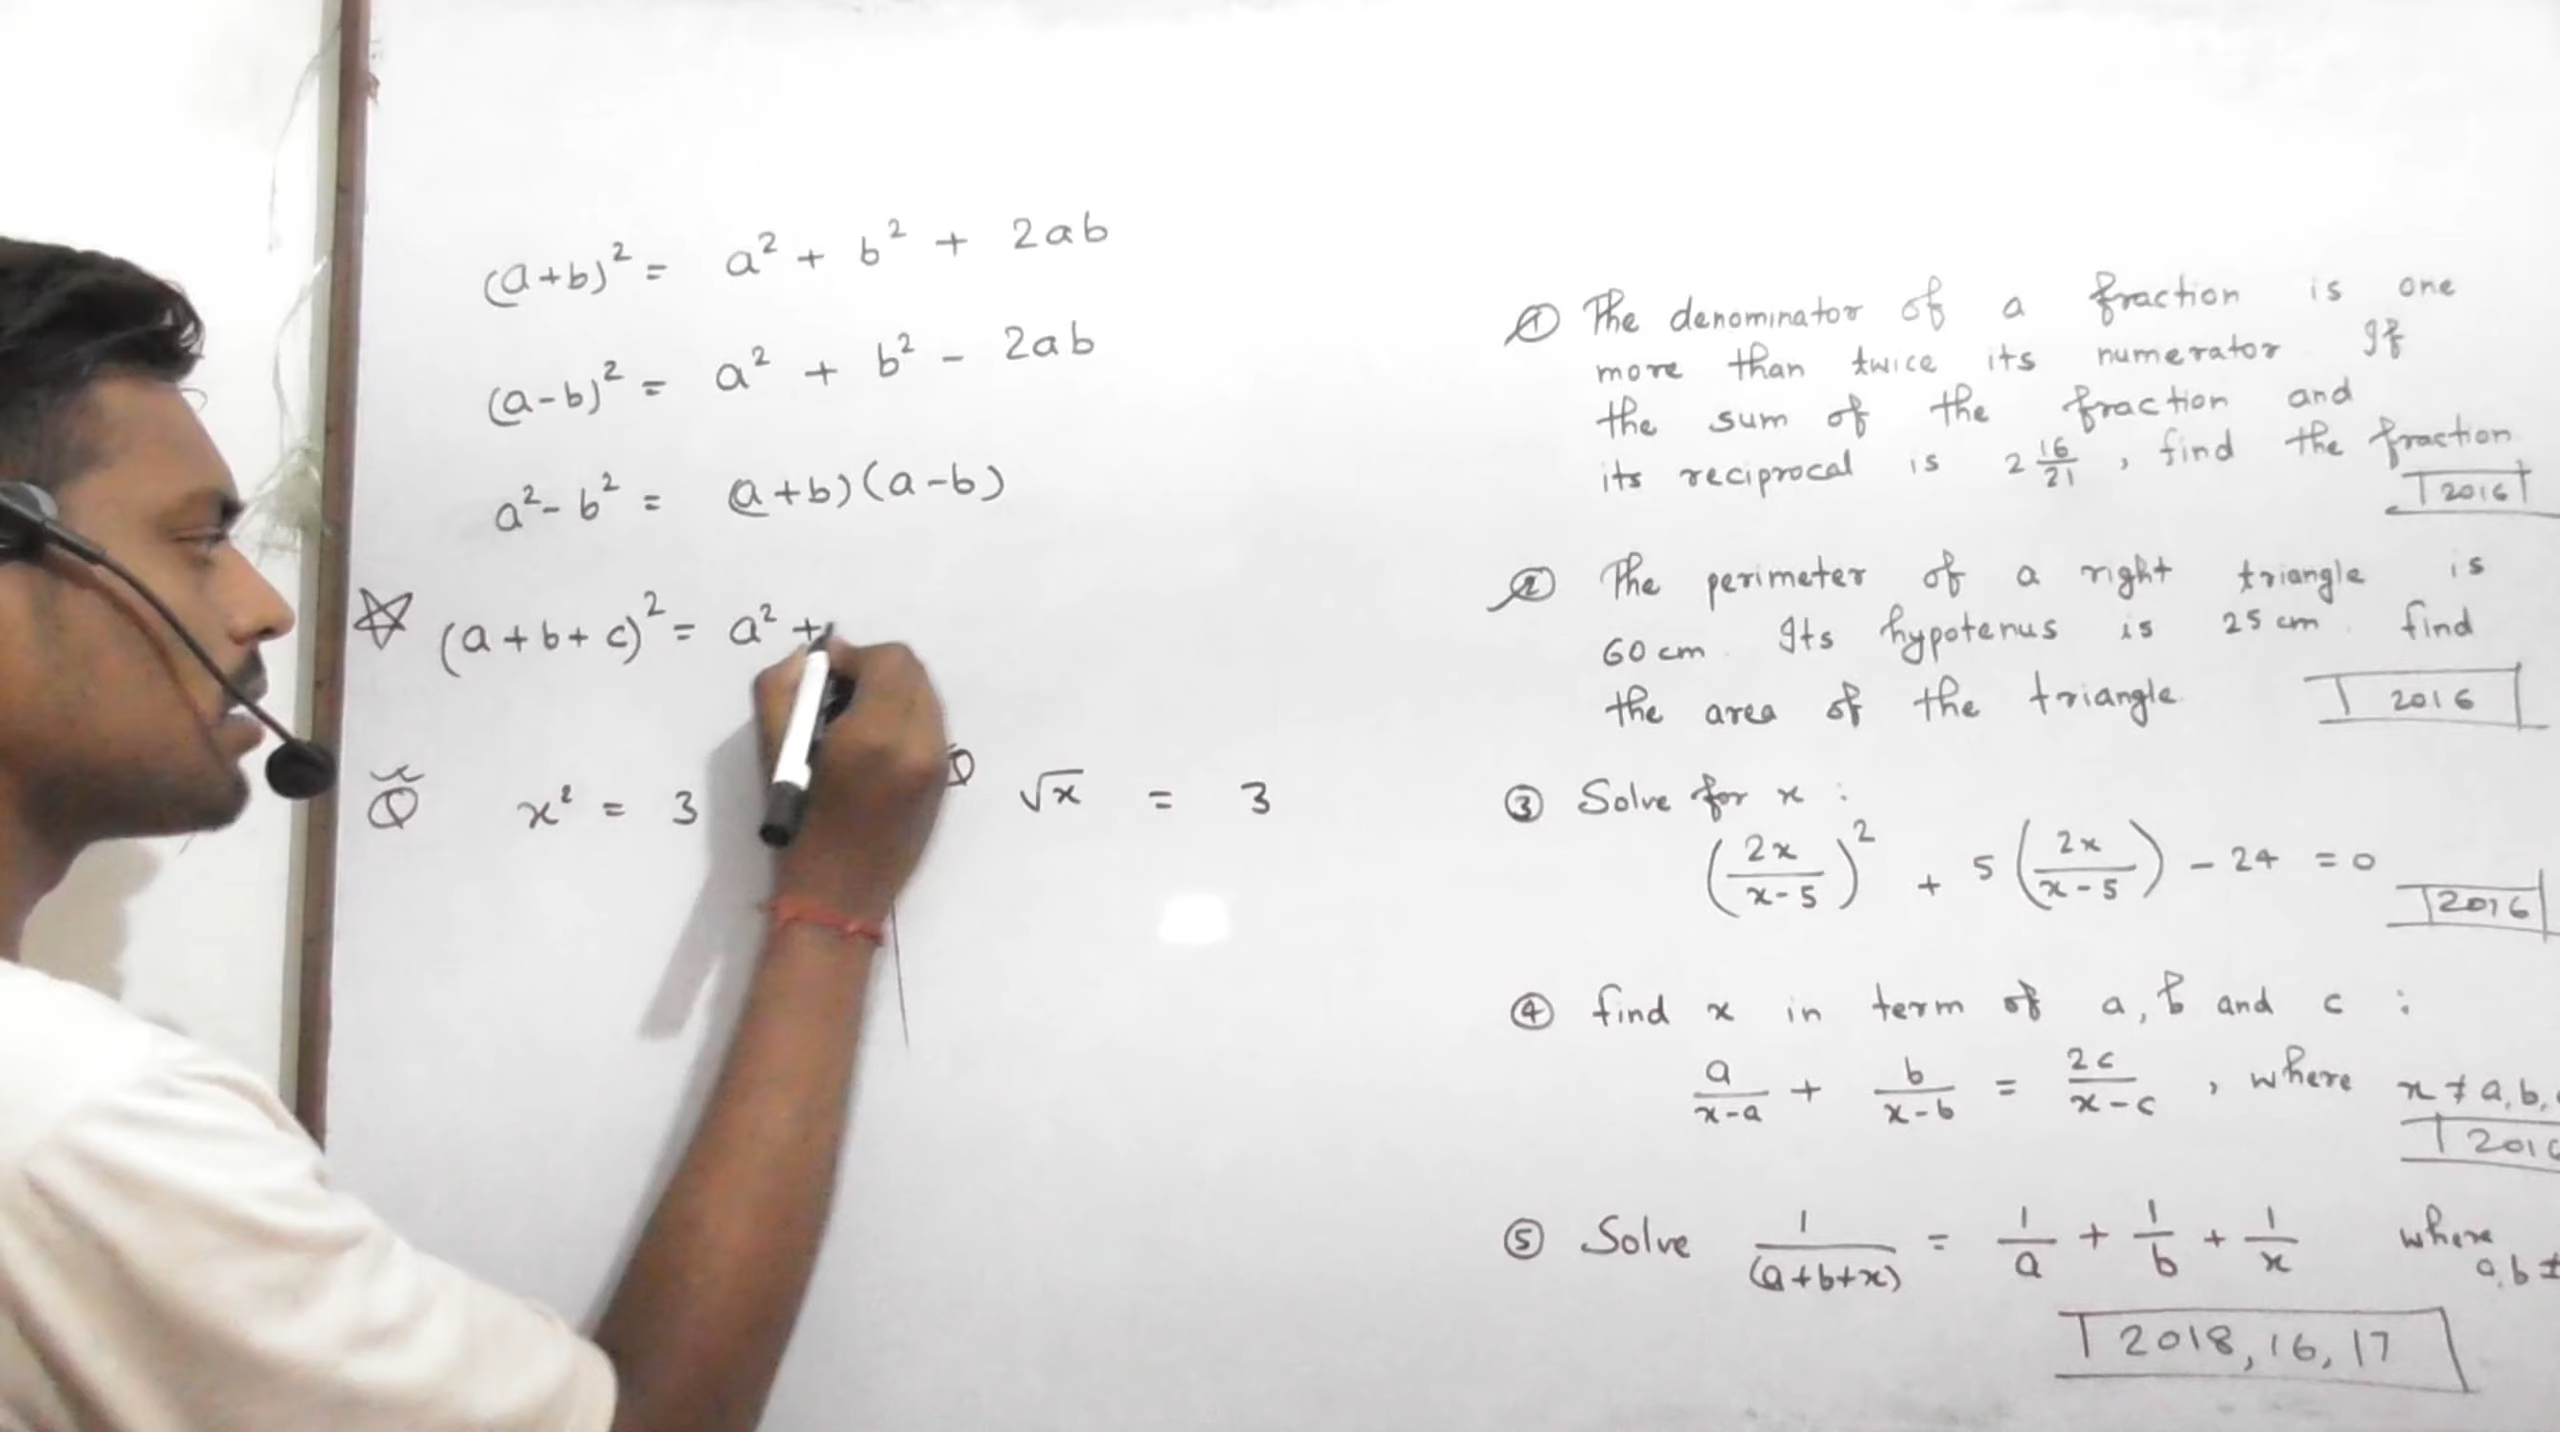 (a+b)² = a² + b² + 2ab
(a-b)² = a² + b² - 2ab
a² - b² = (a+b)(a-b)
(a+b+c)² = a² +
x² = 3
√x = 3
① The denominator of a fraction is one
more than twice its numerator. If
the sum of the fraction and
its reciprocal is 2 16/21, find the fraction
2016
② The perimeter of a right triangle is
60 cm. Its hypotenus is 25 cm. find
the area of the triangle
2016
③ Solve for x :
(2x/(x-5))² + 5(2x/(x-5)) - 24 = 0
2016
④ find x in term of a, b and c :
a/(x-a) + b/(x-b) = 2c/(x-c), where x ≠ a, b,
201
⑤ Solve 1/(a+b+x) = 1/a + 1/b + 1/x where
a, b ≠
2018, 16, 17